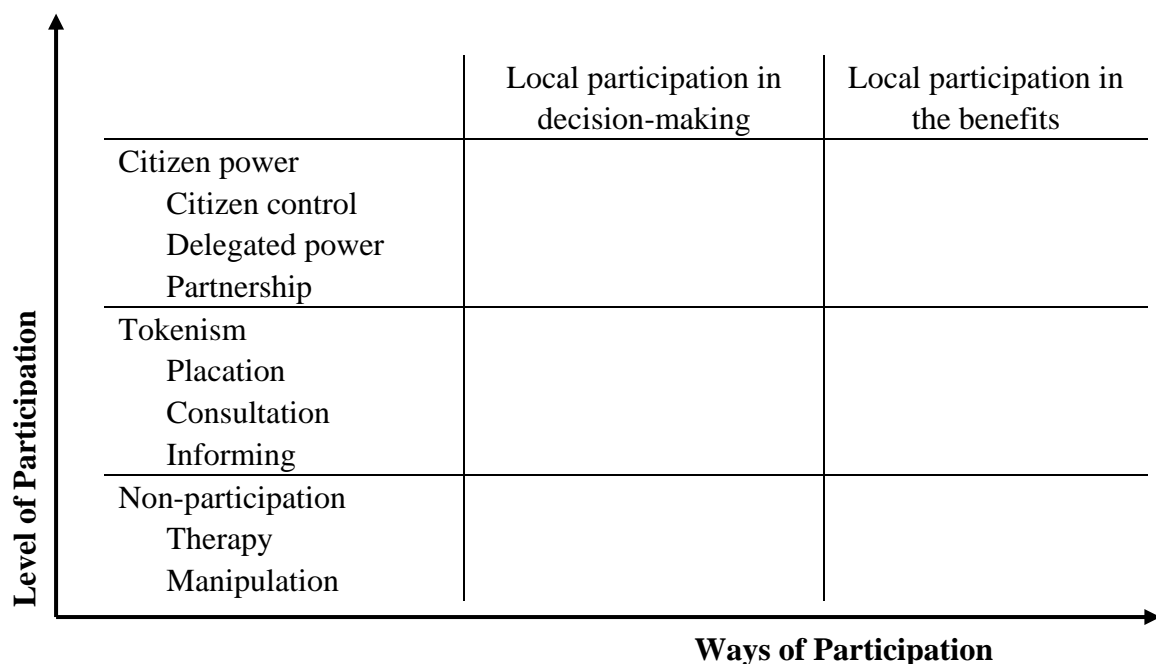 Local participation in
decision-making
Local participation in
the benefits
Citizen power
Citizen control
Delegated power
Partnership
Tokenism
Placation
Consultation
Informing
Non-participation
Therapy
Manipulation
Level of Participation
Ways of Participation